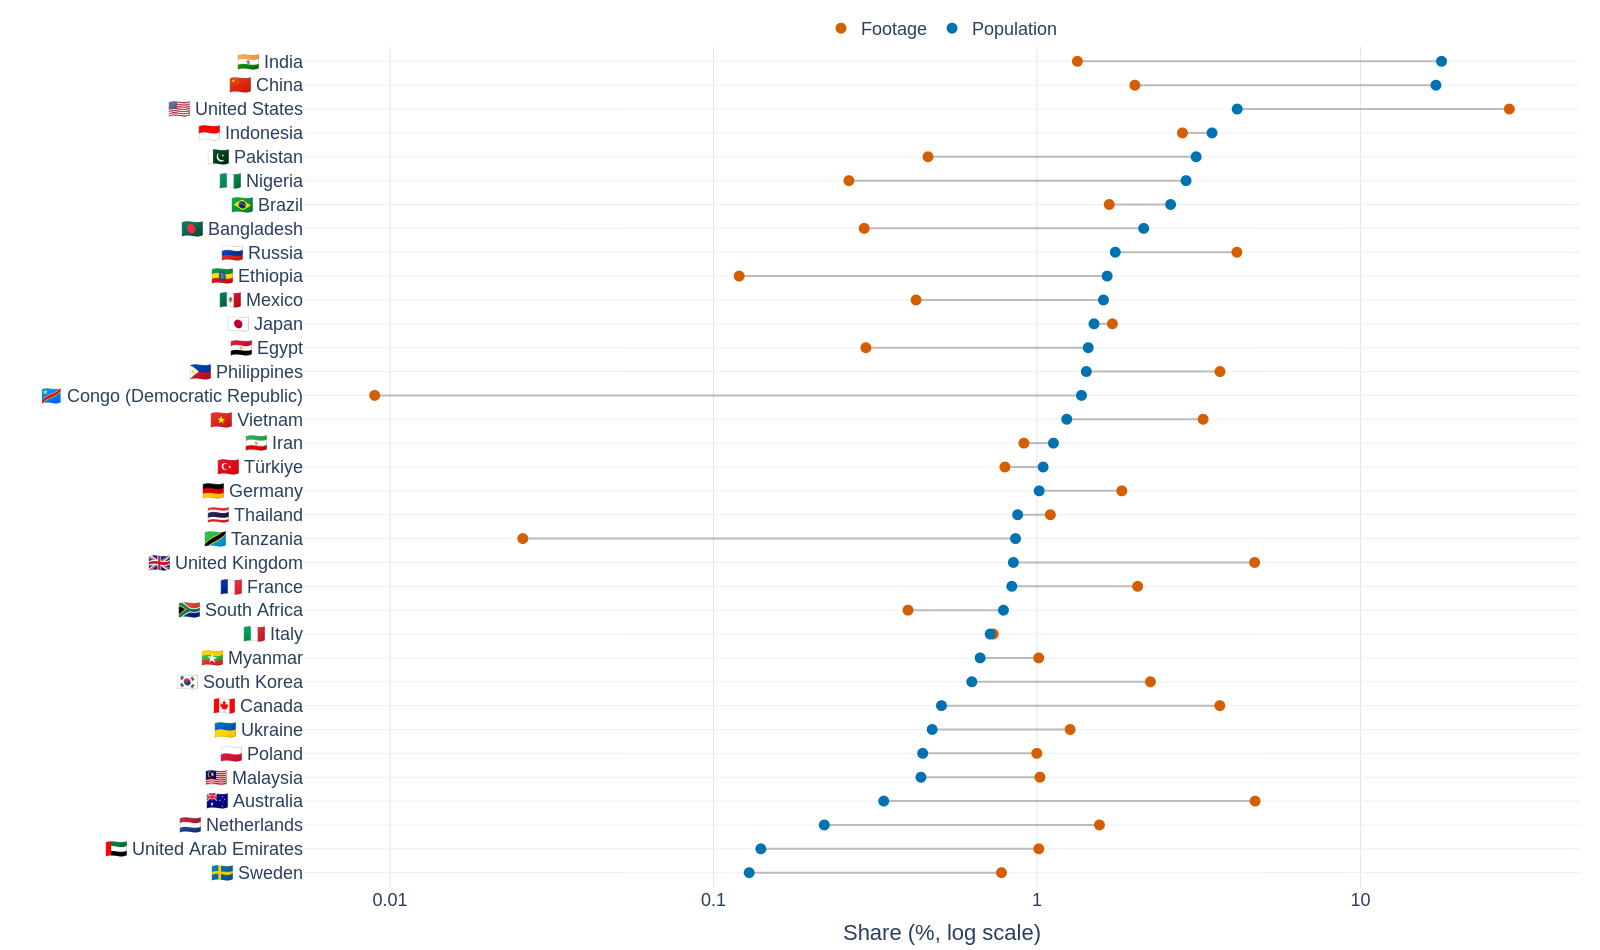 Footage Population
India
China
United States
Indonesia
Pakistan
Nigeria
Brazil
Bangladesh
Russia
Ethiopia
Mexico
Japan
Egypt
Philippines
Congo (Democratic Republic)
Vietnam
Iran
Türkiye
Germany
Thailand
Tanzania
United Kingdom
France
South Africa
Italy
Myanmar
South Korea
Canada
Ukraine
Poland
Malaysia
Australia
Netherlands
United Arab Emirates
Sweden
0.01 0.1 1 10
Share (%, log scale)